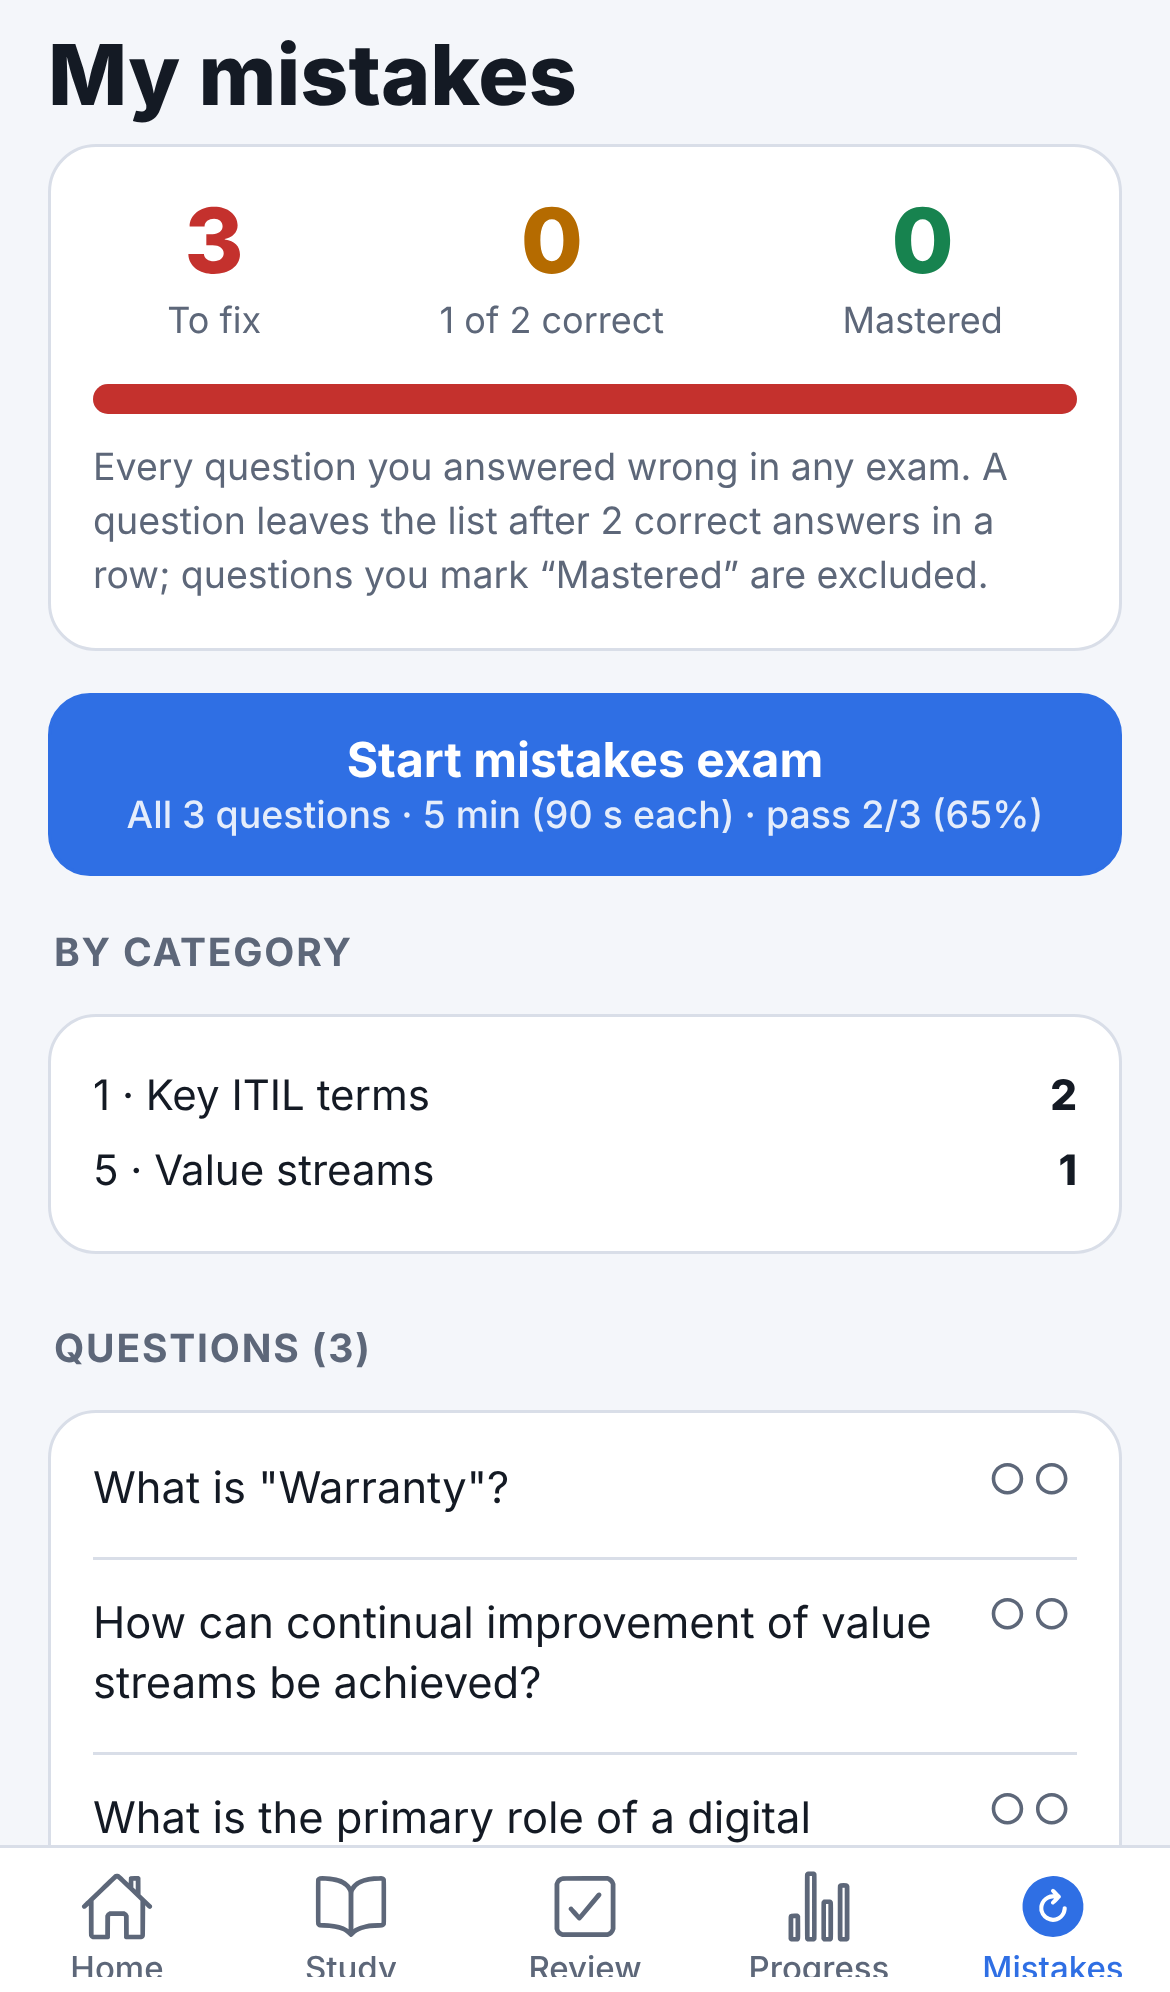 My mistakes
3
To fix
0
1 of 2 correct
0
Mastered
Every question you answered wrong in any exam. A
question leaves the list after 2 correct answers in a
row; questions you mark “Mastered” are excluded.
Start mistakes exam
All 3 questions · 5 min (90 s each) · pass 2/3 (65%)
BY CATEGORY
1 · Key ITIL terms 2
5 · Value streams 1
QUESTIONS (3)
What is "Warranty"?
How can continual improvement of value
streams be achieved?
What is the primary role of a digital
Home
Study
Review
Progress
Mistakes